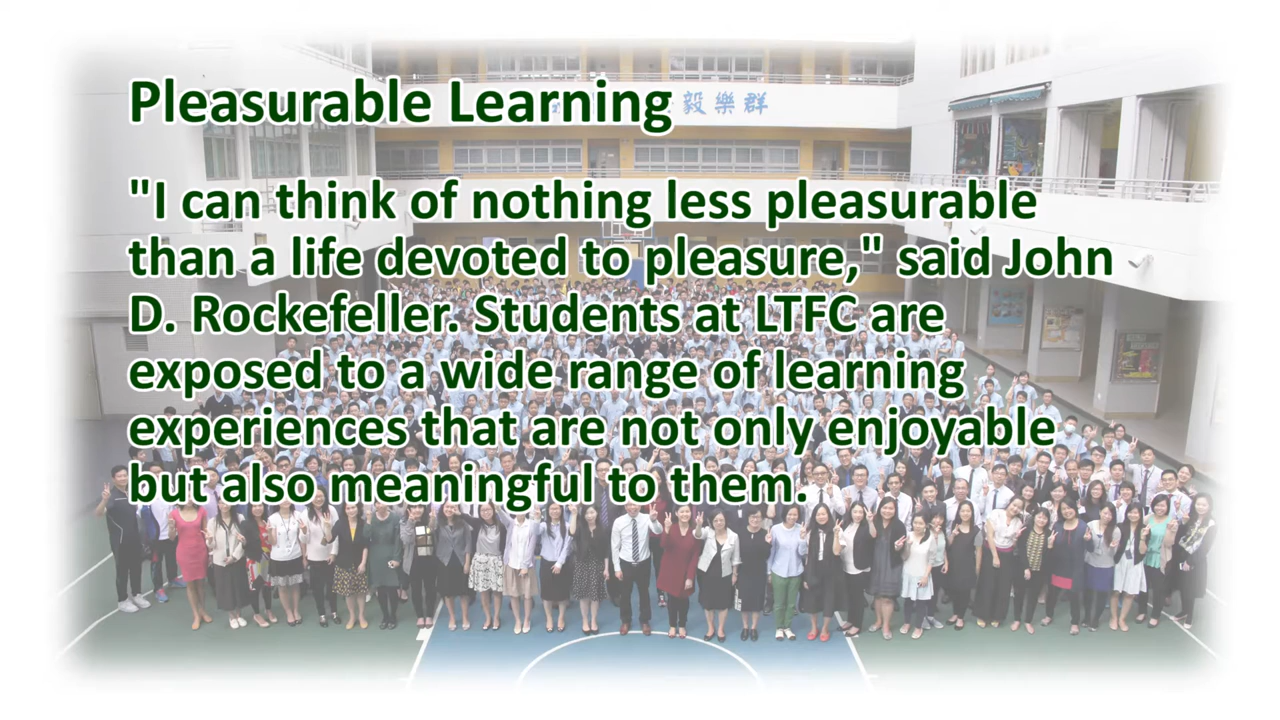 Pleasurable Learning
毅樂群
"I can think of nothing less pleasurable
than a life devoted to pleasure," said John
D. Rockefeller. Students at LTFC are
exposed to a wide range of learning
experiences that are not only enjoyable
but also meaningful to them.